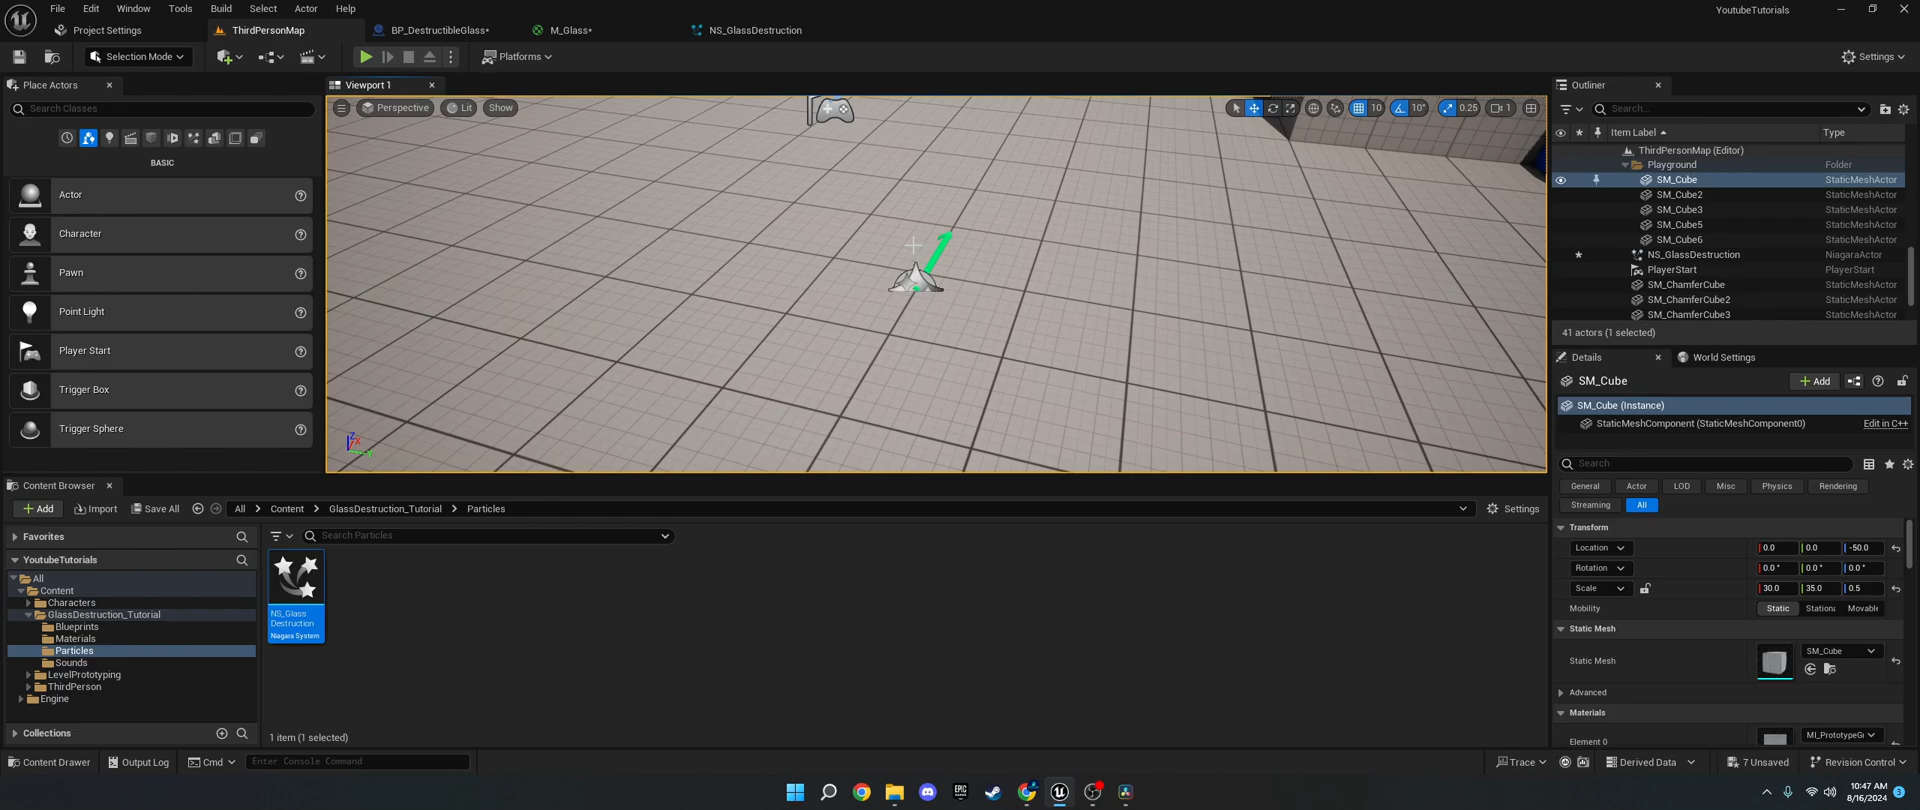 File Edit Window Tools Build Select Actor Help
YoutubeTutorials
Project Settings ThirdPersonMap BP_DestructibleGlass* M_Glass* NS_GlassDestruction
Selection Mode Platforms Settings
Place Actors Viewport 1 Outliner
Search Classes Perspective Lit Show 10 10° 0.25 1 Search...
Item Label Type
BASIC
ThirdPersonMap (Editor)
Playground Folder
Actor SM_Cube StaticMeshActor
SM_Cube2 StaticMeshActor
SM_Cube3 StaticMeshActor
Character SM_Cube5 StaticMeshActor
SM_Cube6 StaticMeshActor
NS_GlassDestruction NiagaraActor
Pawn PlayerStart PlayerStart
SM_ChamferCube StaticMeshActor
SM_ChamferCube2 StaticMeshActor
Point Light SM_ChamferCube3 StaticMeshActor
41 actors (1 selected)
Player Start Details World Settings
SM_Cube Add
Trigger Box
SM_Cube (Instance)
Trigger Sphere StaticMeshComponent (StaticMeshComponent0) Edit in C++
Z X Y
Search
General Actor LOD Misc Physics Rendering
Streaming All
Content Browser
Add Import Save All All Content GlassDestruction_Tutorial Particles Settings
Transform
Favorites Search Particles
Location 0.0 0.0 -50.0
YoutubeTutorials
Rotation 0.0 ° 0.0 ° 0.0 °
All
Content
Scale 30.0 35.0 0.5
Characters
Mobility Static Stationa Movable
GlassDestruction_Tutorial
NS_Glass
Destruction
Niagara System
Blueprints
Static Mesh
Materials
Particles
Static Mesh SM_Cube
Sounds
LevelPrototyping
ThirdPerson
Advanced
Engine
Materials
Collections
1 item (1 selected)
Element 0 MI_PrototypeGr
Content Drawer Output Log Cmd Enter Console Command Trace Derived Data 7 Unsaved Revision Control
EPIC
GAMES
10:47 AM
8/16/2024
3